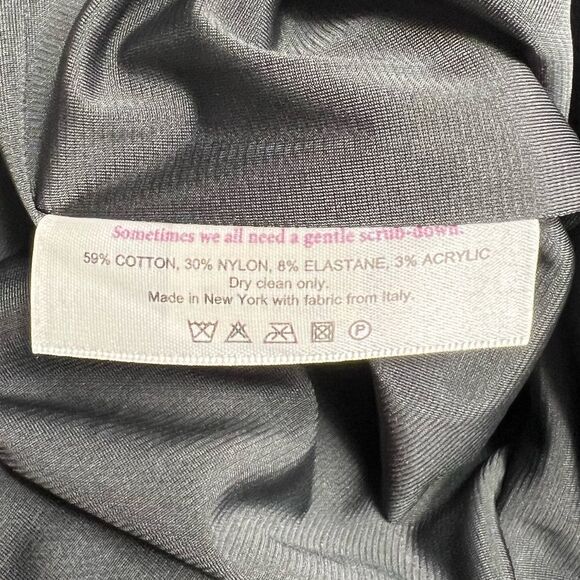 Sometimes we all need a gentle scrub-down.
59% COTTON, 30% NYLON, 8% ELASTANE, 3% ACRYLIC
Dry clean only.
Made in New York with fabric from Italy.
P